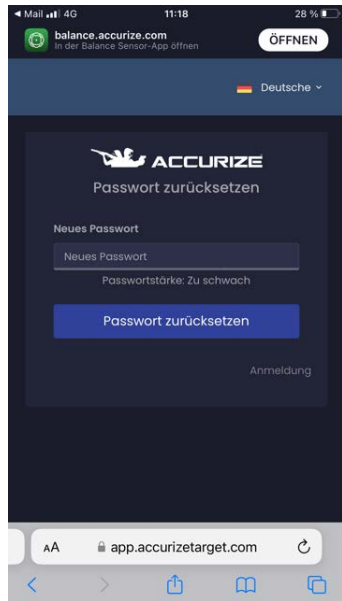 Mail 4G 11:18 28 %
balance.accurize.com
In der Balance Sensor-App öffnen
ÖFFNEN
Deutsche
ACCURIZE
Passwort zurücksetzen
Neues Passwort
Neues Passwort
Passwortstärke: Zu schwach
Passwort zurücksetzen
Anmeldung
AA app.accurizetarget.com